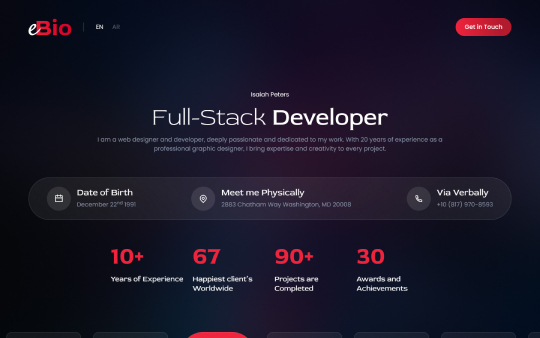 eBio
EN AR
Get in Touch
Isaiah Peters
Full-Stack Developer
I am a web designer and developer, deeply passionate and dedicated to my work. With 20 years of experience as a
professional graphic designer, I bring expertise and creativity to every project.
Date of Birth
December 22nd 1991
Meet me Physically
2883 Chatham Way Washington, MD 20008
Via Verbally
+10 (817) 970-8593
10+
Years of Experience
67
Happiest client's
Worldwide
90+
Projects are
Completed
30
Awards and
Achievements